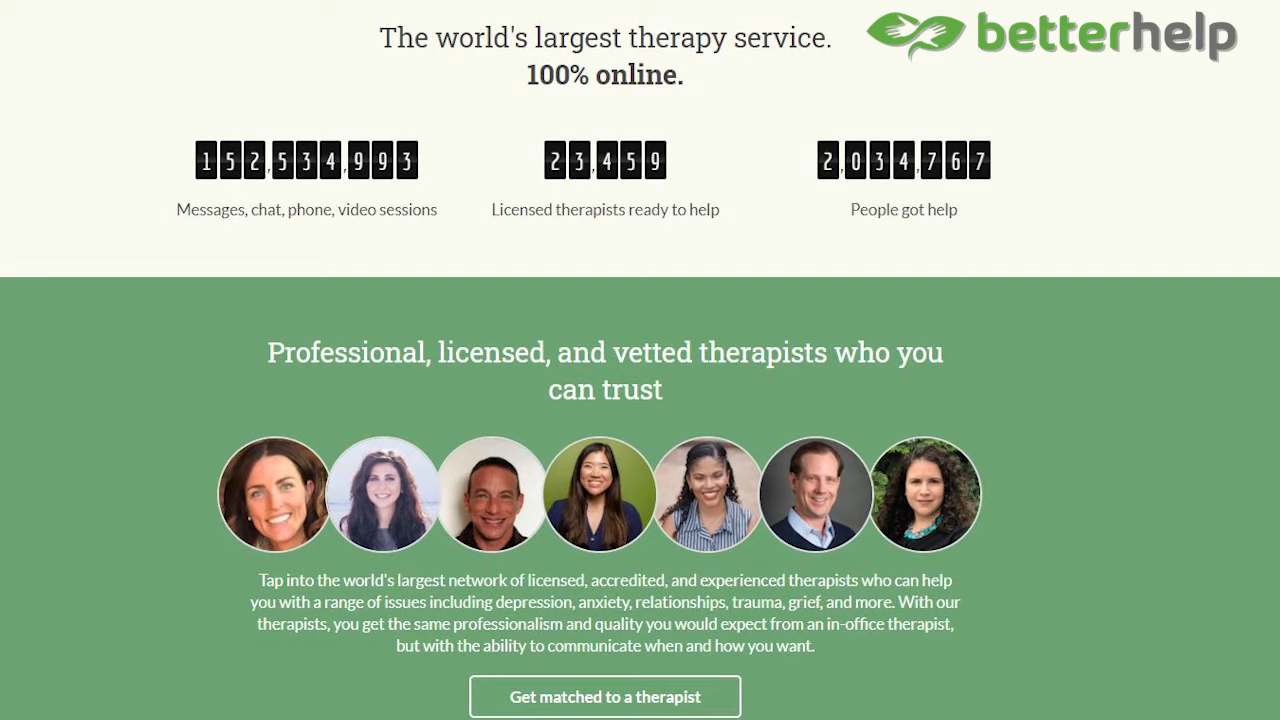 The world's largest therapy service.
100% online.
betterhelp
152,534,993
23,459
2,034,767
Messages, chat, phone, video sessions
Licensed therapists ready to help
People got help
Professional, licensed, and vetted therapists who you
can trust
Tap into the world's largest network of licensed, accredited, and experienced therapists who can help
you with a range of issues including depression, anxiety, relationships, trauma, grief, and more. With our
therapists, you get the same professionalism and quality you would expect from an in-office therapist,
but with the ability to communicate when and how you want.
Get matched to a therapist